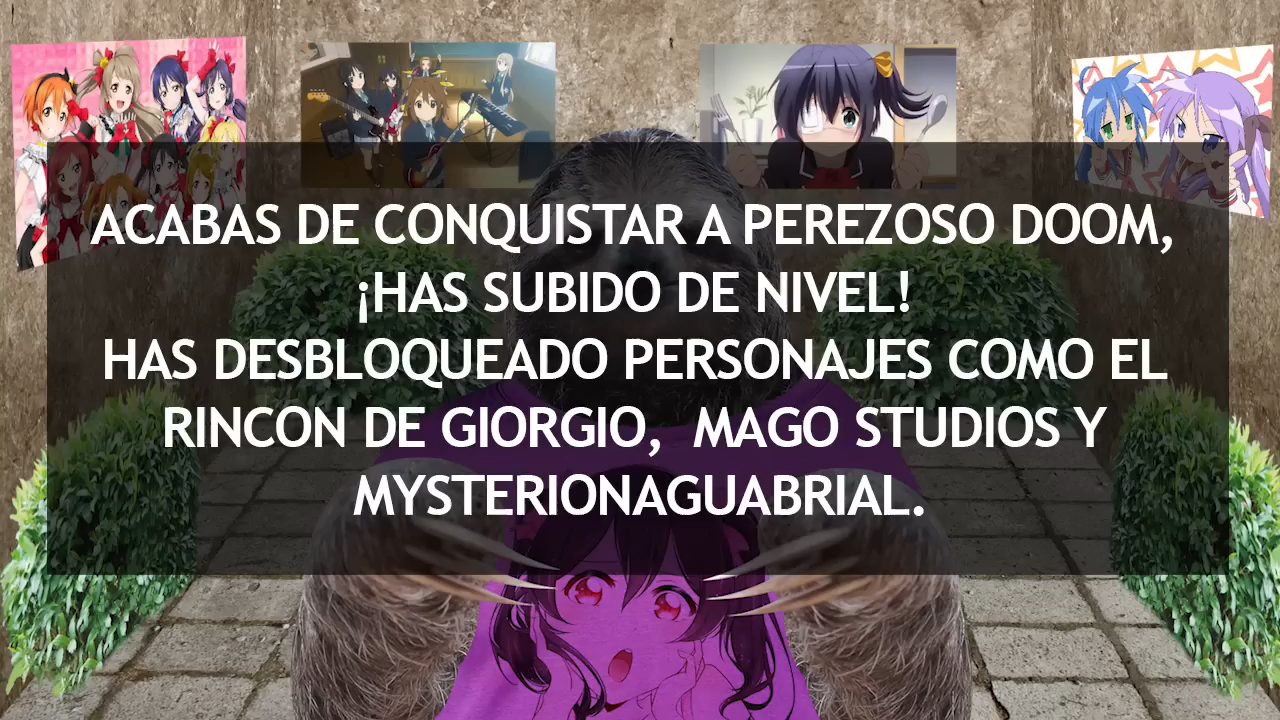 ACABAS DE CONQUISTAR A PEREZOSO DOOM,
¡HAS SUBIDO DE NIVEL!
HAS DESBLOQUEADO PERSONAJES COMO EL
RINCON DE GIORGIO,  MAGO STUDIOS Y
MYSTERIONAGUABRIAL.